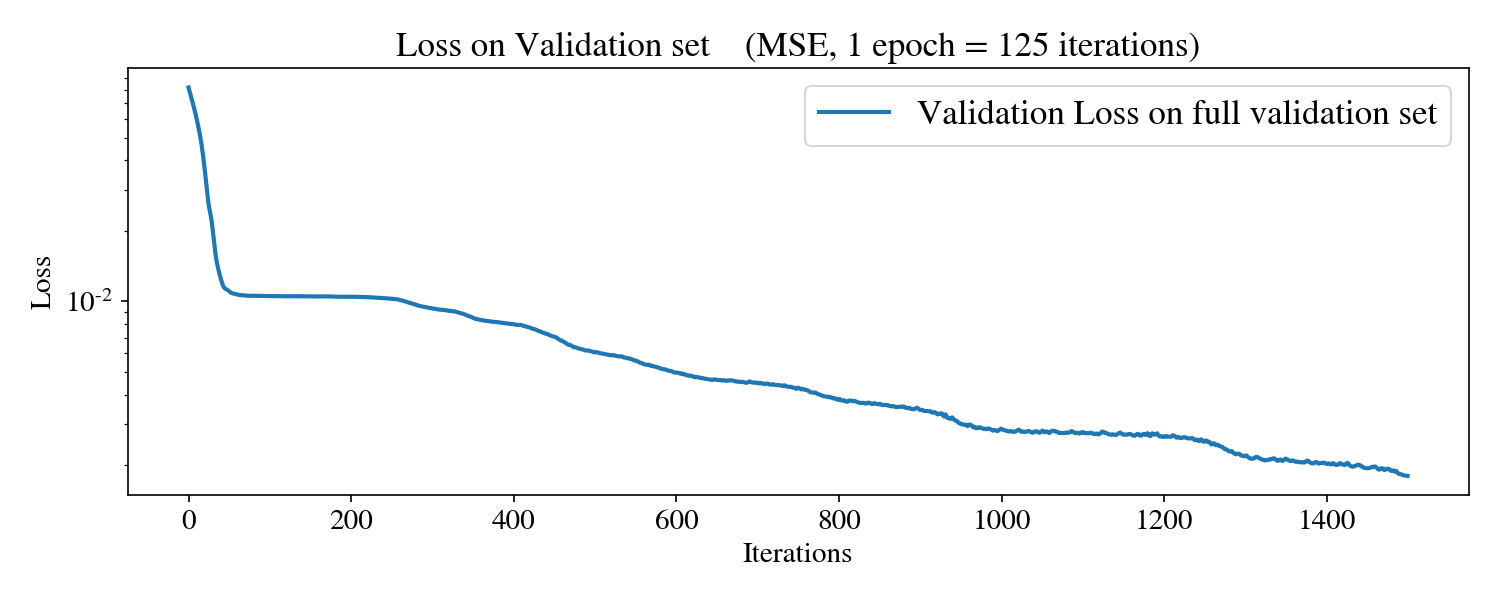 Loss on Validation set (MSE, 1 epoch = 125 iterations)
Validation Loss on full validation set
Loss
10⁻²
0 200 400 600 800 1000 1200 1400
Iterations